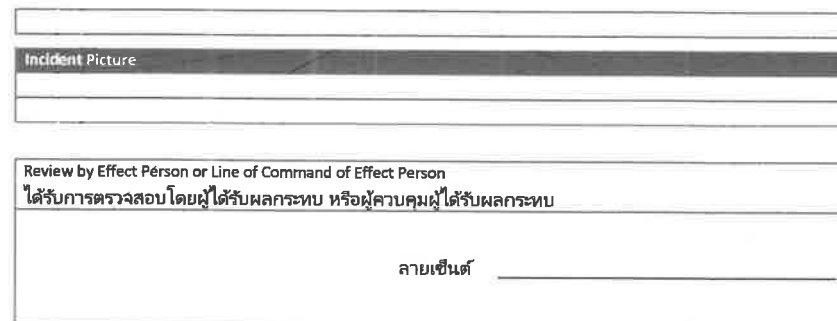 Incident Picture
Review by Effect Person or Line of Command of Effect Person
ได้รับการตรวจสอบโดยผู้ได้รับผลกระทบ หรือผู้ควบคุมผู้ได้รับผลกระทบ
ลายเซ็นต์